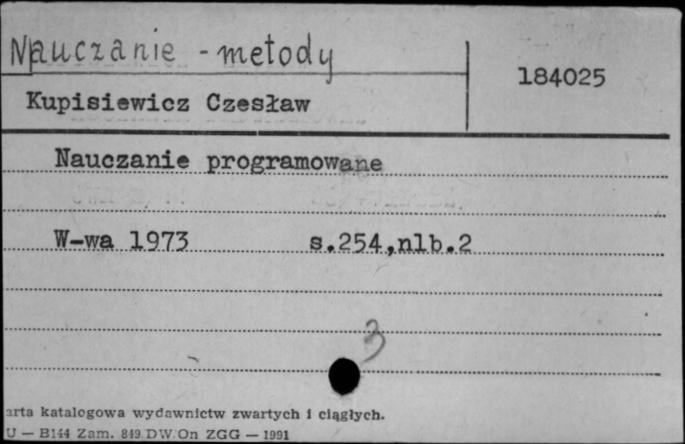 Nauczanie - metody
184025
Kupisiewicz Czesław
Nauczanie programowane
W-wa 1973 s.254,nlb.2
3
arta katalogowa wydawnictw zwartych i ciągłych.
U — B144 Zam. 849 DW.On ZGG — 1991